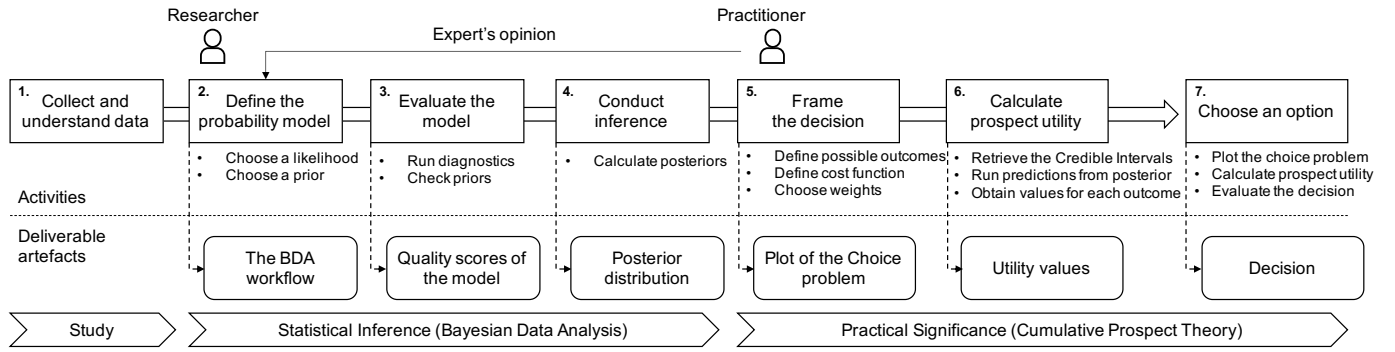 Researcher
Practitioner
Expert's opinion
1.
Collect and
understand data
2.
Define the
probability model
3.
Evaluate the
model
4.
Conduct
inference
5.
Frame
the decision
6.
Calculate
prospect utility
7.
Choose an option
• Choose a likelihood
• Choose a prior
• Run diagnostics
• Check priors
• Calculate posteriors
• Define possible outcomes
• Define cost function
• Choose weights
• Retrieve the Credible Intervals
• Run predictions from posterior
• Obtain values for each outcome
• Plot the choice problem
• Calculate prospect utility
• Evaluate the decision
Activities
Deliverable
artefacts
The BDA
workflow
Quality scores of
the model
Posterior
distribution
Plot of the Choice
problem
Utility values
Decision
Study
Statistical Inference (Bayesian Data Analysis)
Practical Significance (Cumulative Prospect Theory)